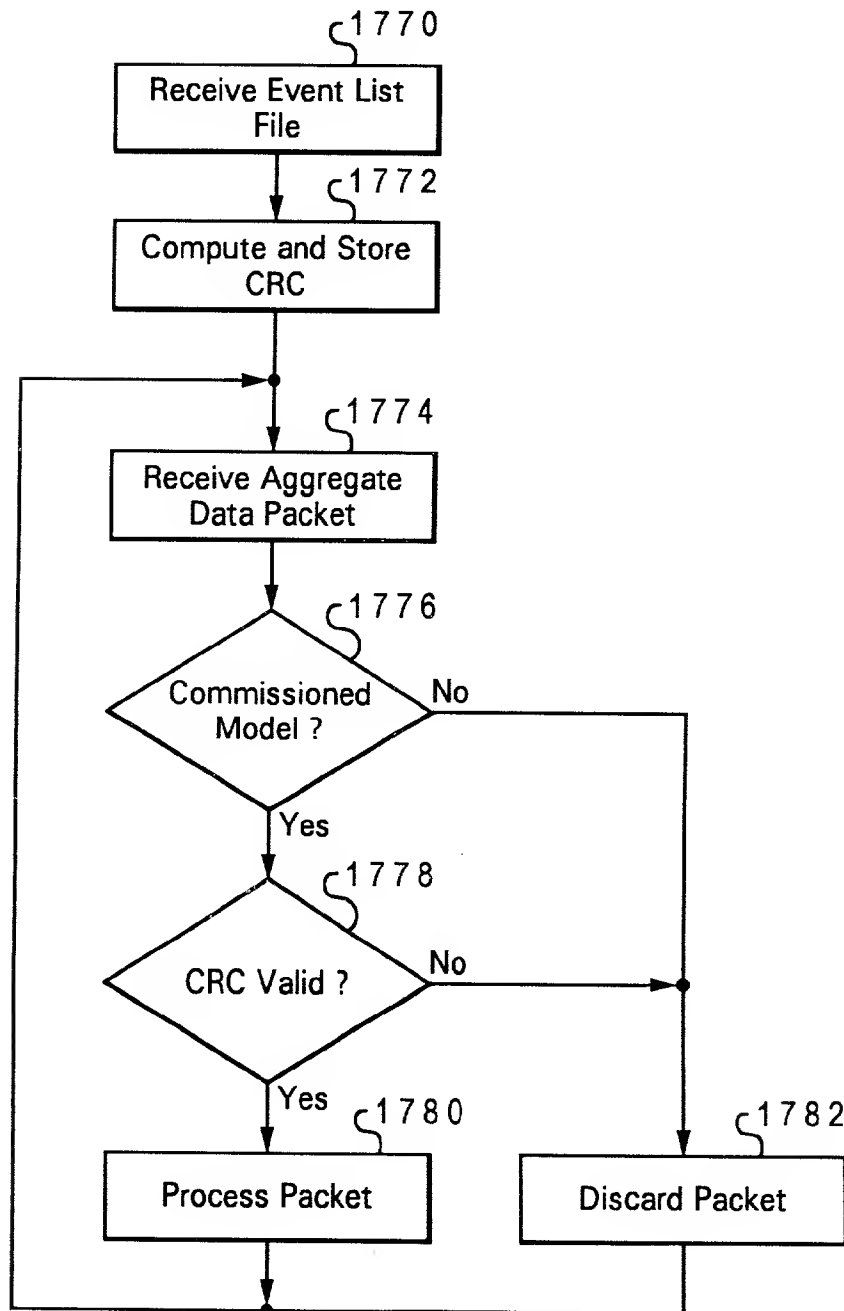 1770
Receive Event List
File
1772
Compute and Store
CRC
1774
Receive Aggregate
Data Packet
1776
Commissioned
Model ?
No
Yes
1778
CRC Valid ?
No
Yes
1780
Process Packet
1782
Discard Packet